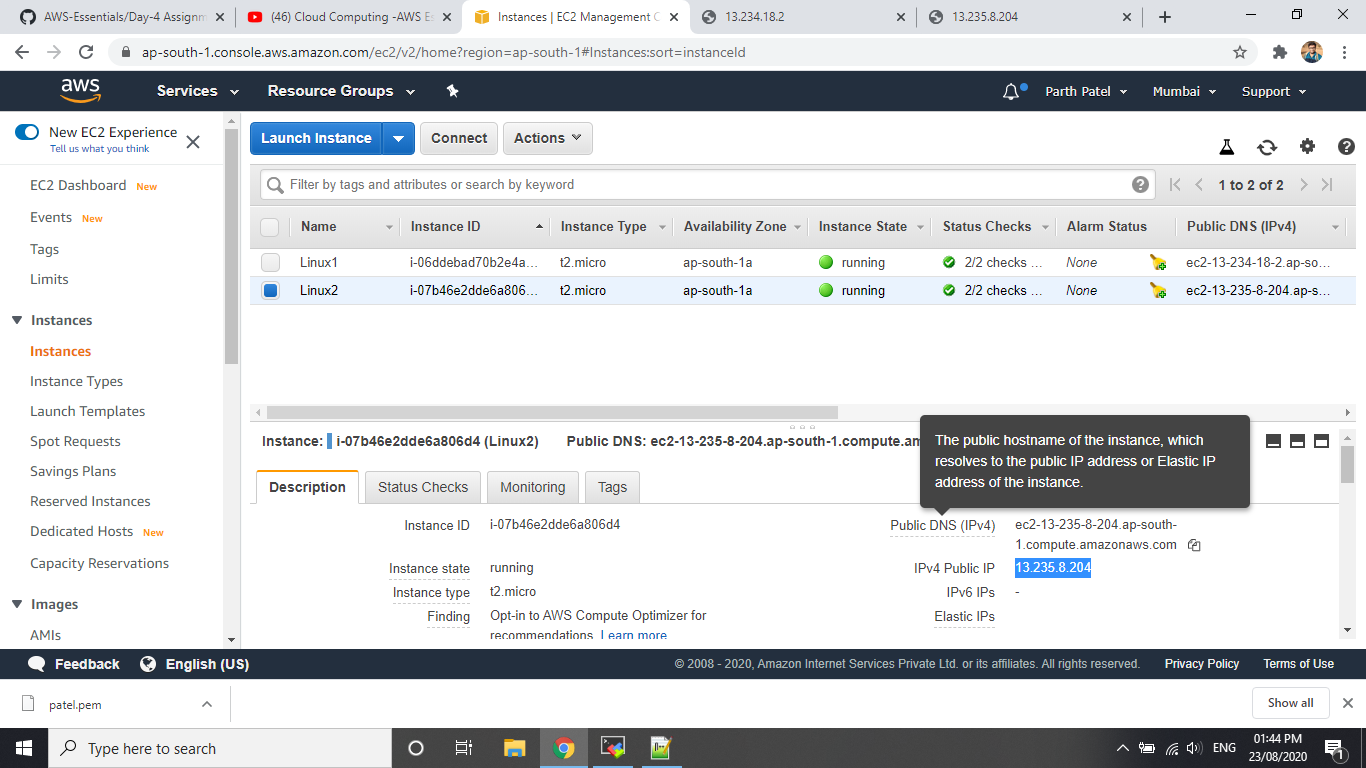 AWS-Essentials/Day-4 Assignm
(46) Cloud Computing -AWS Es
Instances | EC2 Management C
13.234.18.2
13.235.8.204
ap-south-1.console.aws.amazon.com/ec2/v2/home?region=ap-south-1#Instances:sort=instanceId
aws
Services
Resource Groups
Parth Patel
Mumbai
Support
New EC2 Experience
Tell us what you think
EC2 Dashboard New
Events New
Tags
Limits
Instances
Instances
Instance Types
Launch Templates
Spot Requests
Savings Plans
Reserved Instances
Dedicated Hosts New
Capacity Reservations
Images
AMIs
Launch Instance
Connect
Actions
Filter by tags and attributes or search by keyword
1 to 2 of 2
Name Instance ID Instance Type Availability Zone Instance State Status Checks Alarm Status Public DNS (IPv4)
Linux1 i-06ddebad70b2e4a... t2.micro ap-south-1a running 2/2 checks ... None ec2-13-234-18-2.ap-so...
Linux2 i-07b46e2dde6a806... t2.micro ap-south-1a running 2/2 checks ... None ec2-13-235-8-204.ap-s...
Instance: i-07b46e2dde6a806d4 (Linux2) Public DNS: ec2-13-235-8-204.ap-south-1.compute.am
The public hostname of the instance, which
resolves to the public IP address or Elastic IP
address of the instance.
Description
Status Checks
Monitoring
Tags
Instance ID i-07b46e2dde6a806d4
Instance state running
Instance type t2.micro
Finding Opt-in to AWS Compute Optimizer for
recommendations. Learn more
Public DNS (IPv4) ec2-13-235-8-204.ap-south-
1.compute.amazonaws.com
IPv4 Public IP 13.235.8.204
IPv6 IPs -
Elastic IPs
Feedback
English (US)
© 2008 - 2020, Amazon Internet Services Private Ltd. or its affiliates. All rights reserved.
Privacy Policy
Terms of Use
patel.pem
Show all
Type here to search
ENG
01:44 PM
23/08/2020
1